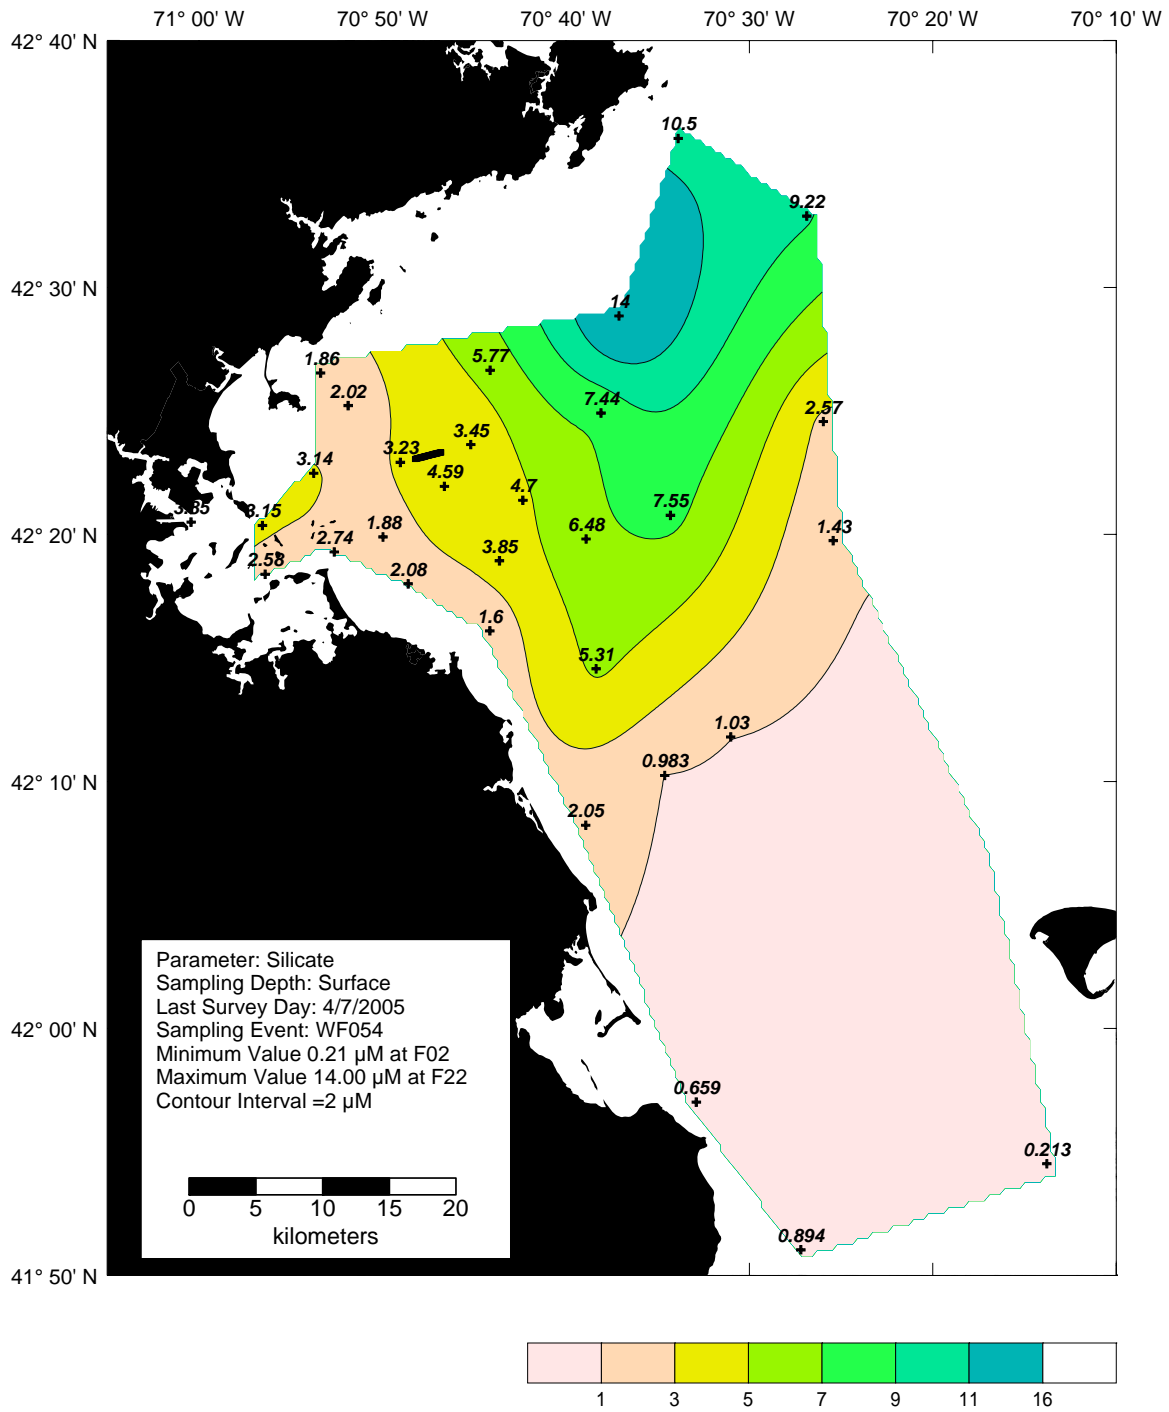 71° 00' W 70° 50' W 70° 40' W 70° 30' W 70° 20' W 70° 10' W
42° 40' N
10.5
9.22
42° 30' N
14
1.86
5.77
2.02
7.44
2.57
3.45
3.23
3.14
4.59
4.7
7.55
3.35
3.15
6.48
1.43
42° 20' N
1.88
2.74
3.85
2.58
2.08
1.6
5.31
1.03
0.983
42° 10' N
2.05
Parameter: Silicate
Sampling Depth: Surface
Last Survey Day: 4/7/2005
Sampling Event: WF054
Minimum Value 0.21 µM at F02
Maximum Value 14.00 µM at F22
Contour Interval =2 µM
42° 00' N
0.659
0.213
0 5 10 15 20
kilometers
0.894
41° 50' N
1 3 5 7 9 11 16